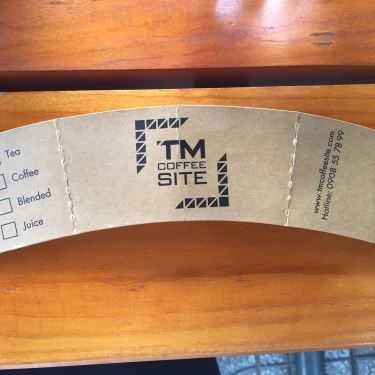 Tea
Coffee
Blended
Juice
TM
COFFEE
SITE
www.tmcoffeesite.com
Hotline: 0908 55 78 99